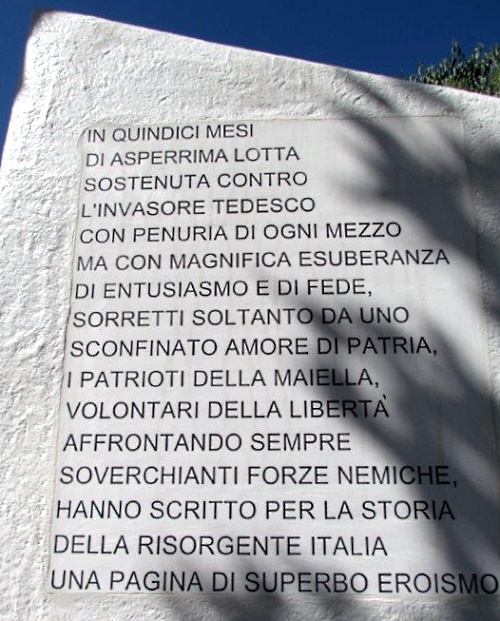 IN QUINDICI MESI
DI ASPERRIMA LOTTA
SOSTENUTA CONTRO
L'INVASORE TEDESCO
CON PENURIA DI OGNI MEZZO
MA CON MAGNIFICA ESUBERANZA
DI ENTUSIASMO E DI FEDE,
SORRETTI SOLTANTO DA UNO
SCONFINATO AMORE DI PATRIA,
I PATRIOTI DELLA MAIELLA,
VOLONTARI DELLA LIBERTÀ
AFFRONTANDO SEMPRE
SOVERCHIANTI FORZE NEMICHE,
HANNO SCRITTO PER LA STORIA
DELLA RISORGENTE ITALIA
UNA PAGINA DI SUPERBO EROISMO